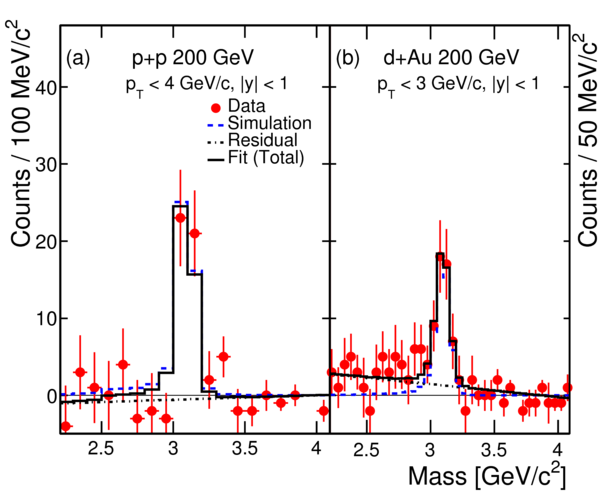 (a) p+p 200 GeV
p_T < 4 GeV/c, |y| < 1
Data
Simulation
Residual
Fit (Total)
(b) d+Au 200 GeV
p_T < 3 GeV/c, |y| < 1
Counts / 100 MeV/c²
Counts / 50 MeV/c²
40
30
20
10
0
2.5 3 3.5 4
2.5 3 3.5 4
Mass [GeV/c²]